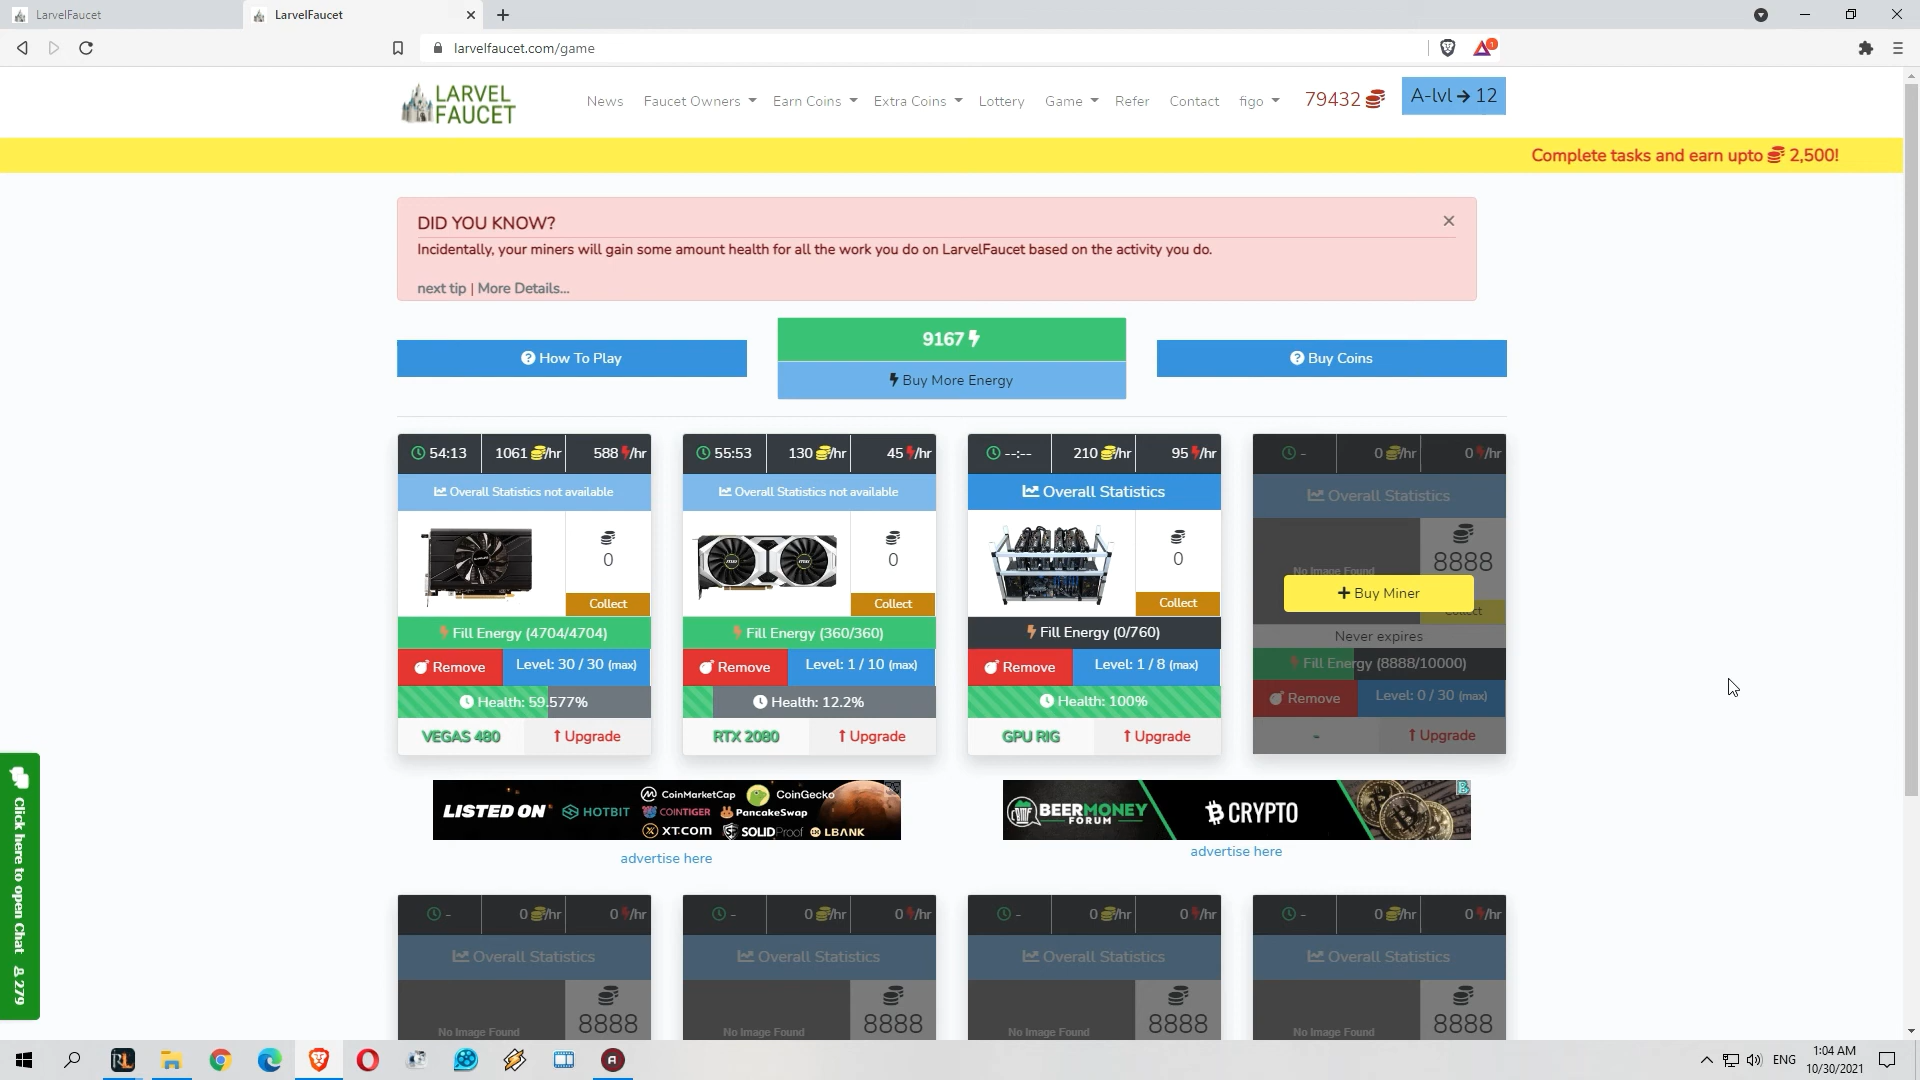 LarvelFaucet
LarvelFaucet
larvelfaucet.com/game
1
LARVEL FAUCET
News Faucet Owners Earn Coins Extra Coins Lottery Game Refer Contact figo 79432 A-lvl → 12
Complete tasks and earn upto 2,500!
DID YOU KNOW?
Incidentally, your miners will gain some amount health for all the work you do on LarvelFaucet based on the activity you do.
next tip | More Details...
9167
How To Play
Buy Coins
Buy More Energy
54:13 1061 /hr 588 /hr
55:53 130 /hr 45 /hr
--:-- 210 /hr 95 /hr
- 0 /hr 0 /hr
Overall Statistics not available
Overall Statistics not available
Overall Statistics
Overall Statistics
0
0
0
8888
No Image Found
+ Buy Miner
Collect
Collect
Collect
Collect
Never expires
Fill Energy (4704/4704)
Fill Energy (360/360)
Fill Energy (0/760)
Fill Energy (8888/10000)
Remove Level: 30 / 30 (max)
Remove Level: 1 / 10 (max)
Remove Level: 1 / 8 (max)
Remove Level: 0 / 30 (max)
Health: 59.577%
Health: 12.2%
Health: 100%
VEGAS 480 Upgrade
RTX 2080 Upgrade
GPU RIG Upgrade
- Upgrade
LISTED ON HOTBIT CoinMarketCap CoinGecko
COINTIGER PancakeSwap
XT.COM SOLIDProof LBANK
BEERMONEY FORUM CRYPTO
advertise here
advertise here
- 0 /hr 0 /hr
- 0 /hr 0 /hr
- 0 /hr 0 /hr
- 0 /hr 0 /hr
Overall Statistics
Overall Statistics
Overall Statistics
Overall Statistics
8888
8888
8888
8888
No Image Found
No Image Found
No Image Found
No Image Found
Click here to open Chat 279
ENG
1:04 AM
10/30/2021